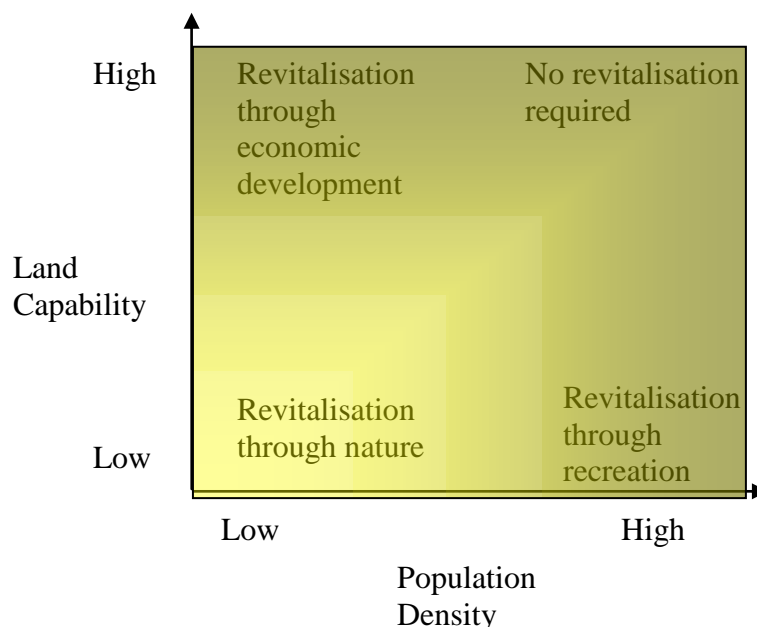 High
Revitalisation
through
economic
development
No revitalisation
required
Land
Capability
Low
Revitalisation
through nature
Revitalisation
through
recreation
Low
High
Population
Density